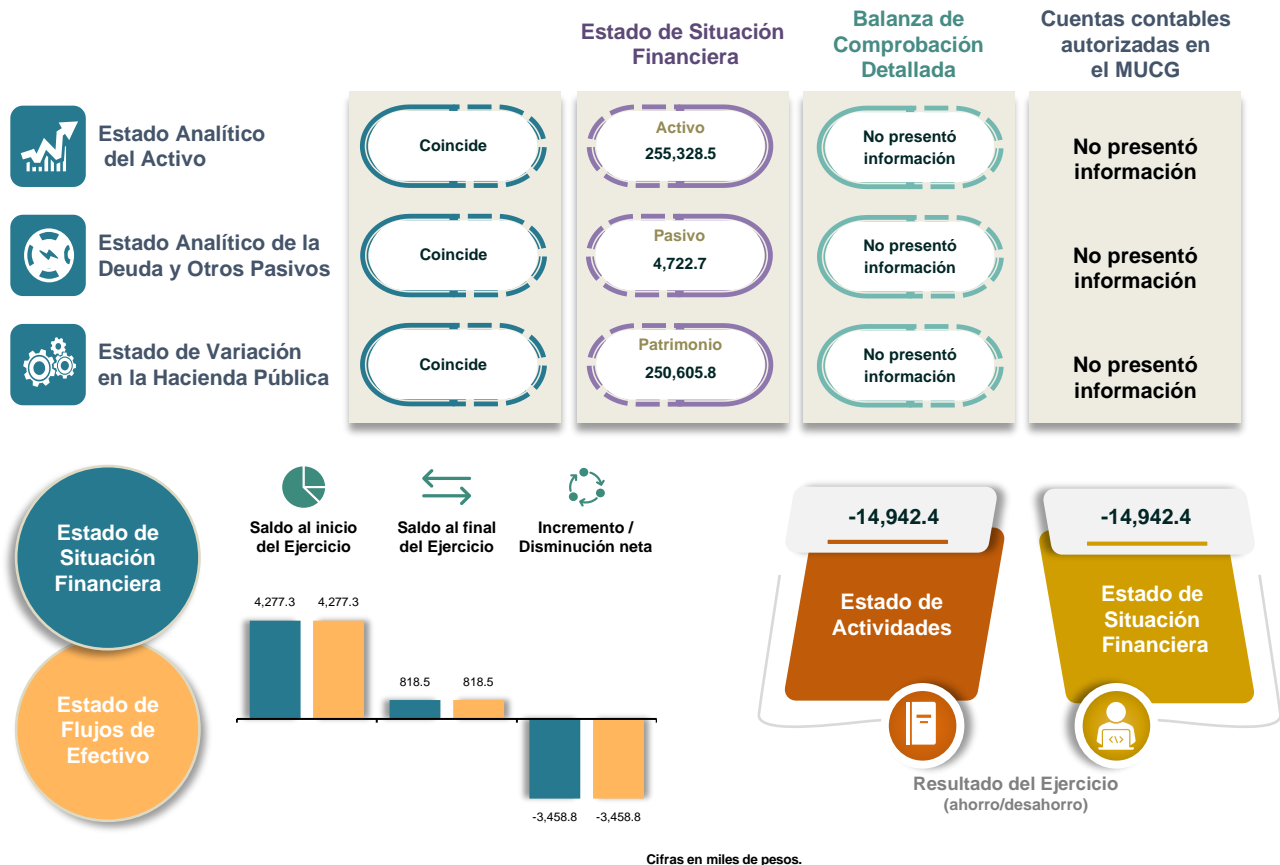 Estado de Situación
Financiera
Balanza de
Comprobación
Detallada
Cuentas contables
autorizadas en
el MUCG
Estado Analítico
del Activo
Coincide
Activo
255,328.5
No presentó
información
No presentó
información
Estado Analítico de la
Deuda y Otros Pasivos
Coincide
Pasivo
4,722.7
No presentó
información
No presentó
información
Estado de Variación
en la Hacienda Pública
Coincide
Patrimonio
250,605.8
No presentó
información
No presentó
información
Estado de
Situación
Financiera
Estado de
Flujos de
Efectivo
Saldo al inicio
del Ejercicio
Saldo al final
del Ejercicio
Incremento /
Disminución neta
4,277.3
4,277.3
818.5
818.5
-3,458.8
-3,458.8
-14,942.4
Estado de
Actividades
-14,942.4
Estado de
Situación
Financiera
Resultado del Ejercicio
(ahorro/desahorro)
Cifras en miles de pesos.